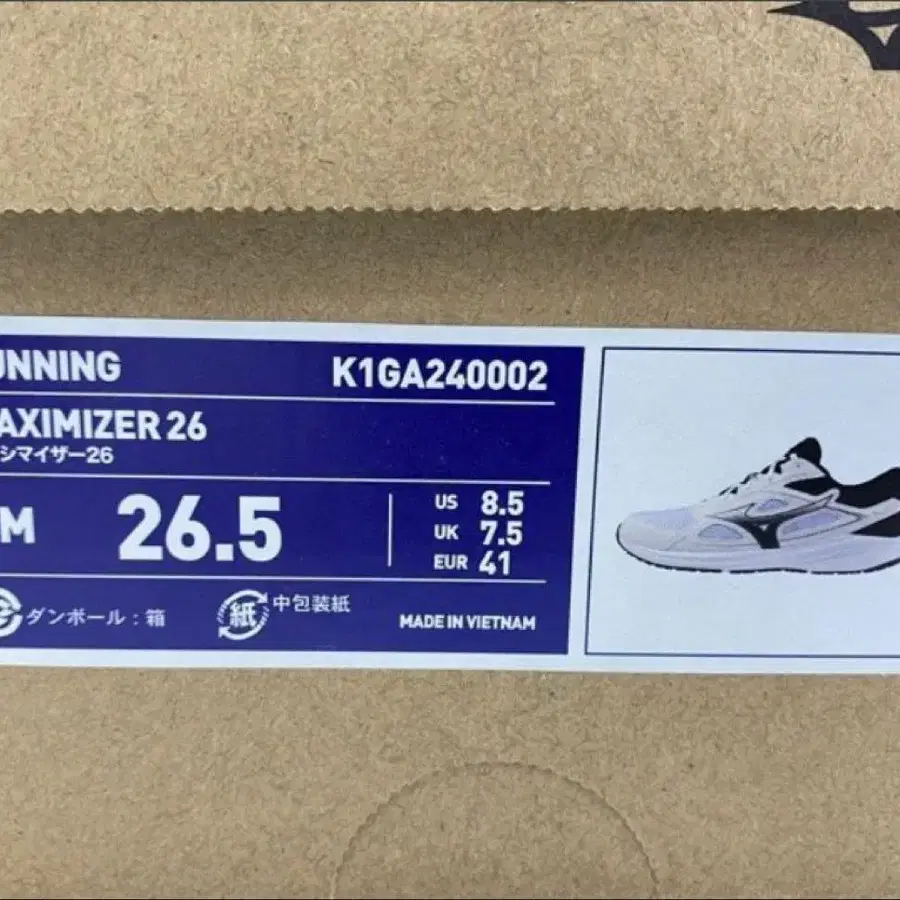 UNNING K1GA240002
AXIMIZER 26
シマイザー26
M 26.5
US 8.5
UK 7.5
EUR 41
ダンボール：箱
紙 中包装紙
MADE IN VIETNAM